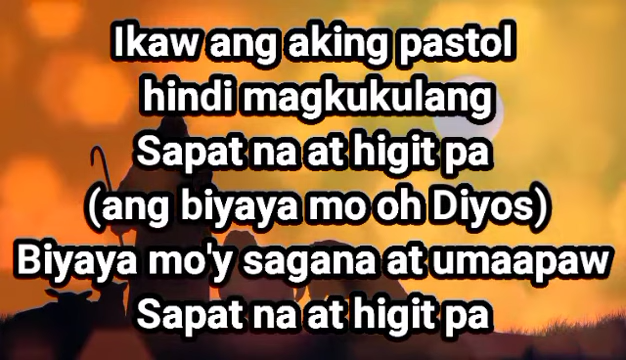 Ikaw ang aking pastol
hindi magkukulang
Sapat na at higit pa
(ang biyaya mo oh Diyos)
Biyaya mo'y sagana at umaapaw
Sapat na at higit pa